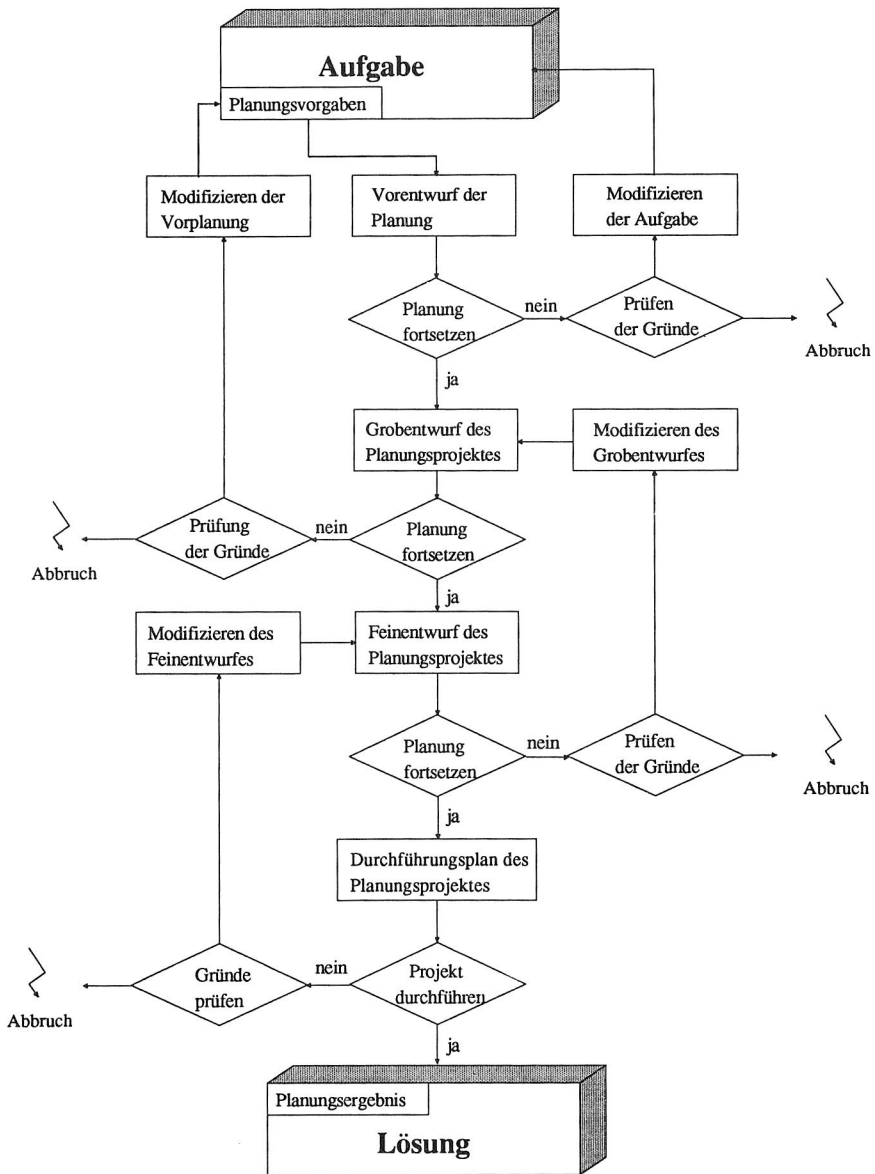 Aufgabe
Planungsvorgaben
Modifizieren der
Vorplanung
Vorentwurf der
Planung
Modifizieren
der Aufgabe
Planung
fortsetzen
nein
Prüfen
der Gründe
Abbruch
ja
Grobentwurf des
Planungsprojektes
Modifizieren des
Grobentwurfes
Prüfung
der Gründe
nein
Planung
fortsetzen
Abbruch
ja
Modifizieren des
Feinentwurfes
Feinentwurf des
Planungsprojektes
Planung
fortsetzen
nein
Prüfen
der Gründe
Abbruch
ja
Durchführungsplan des
Planungsprojektes
Gründe
prüfen
nein
Projekt
durchführen
Abbruch
ja
Planungsergebnis
Lösung